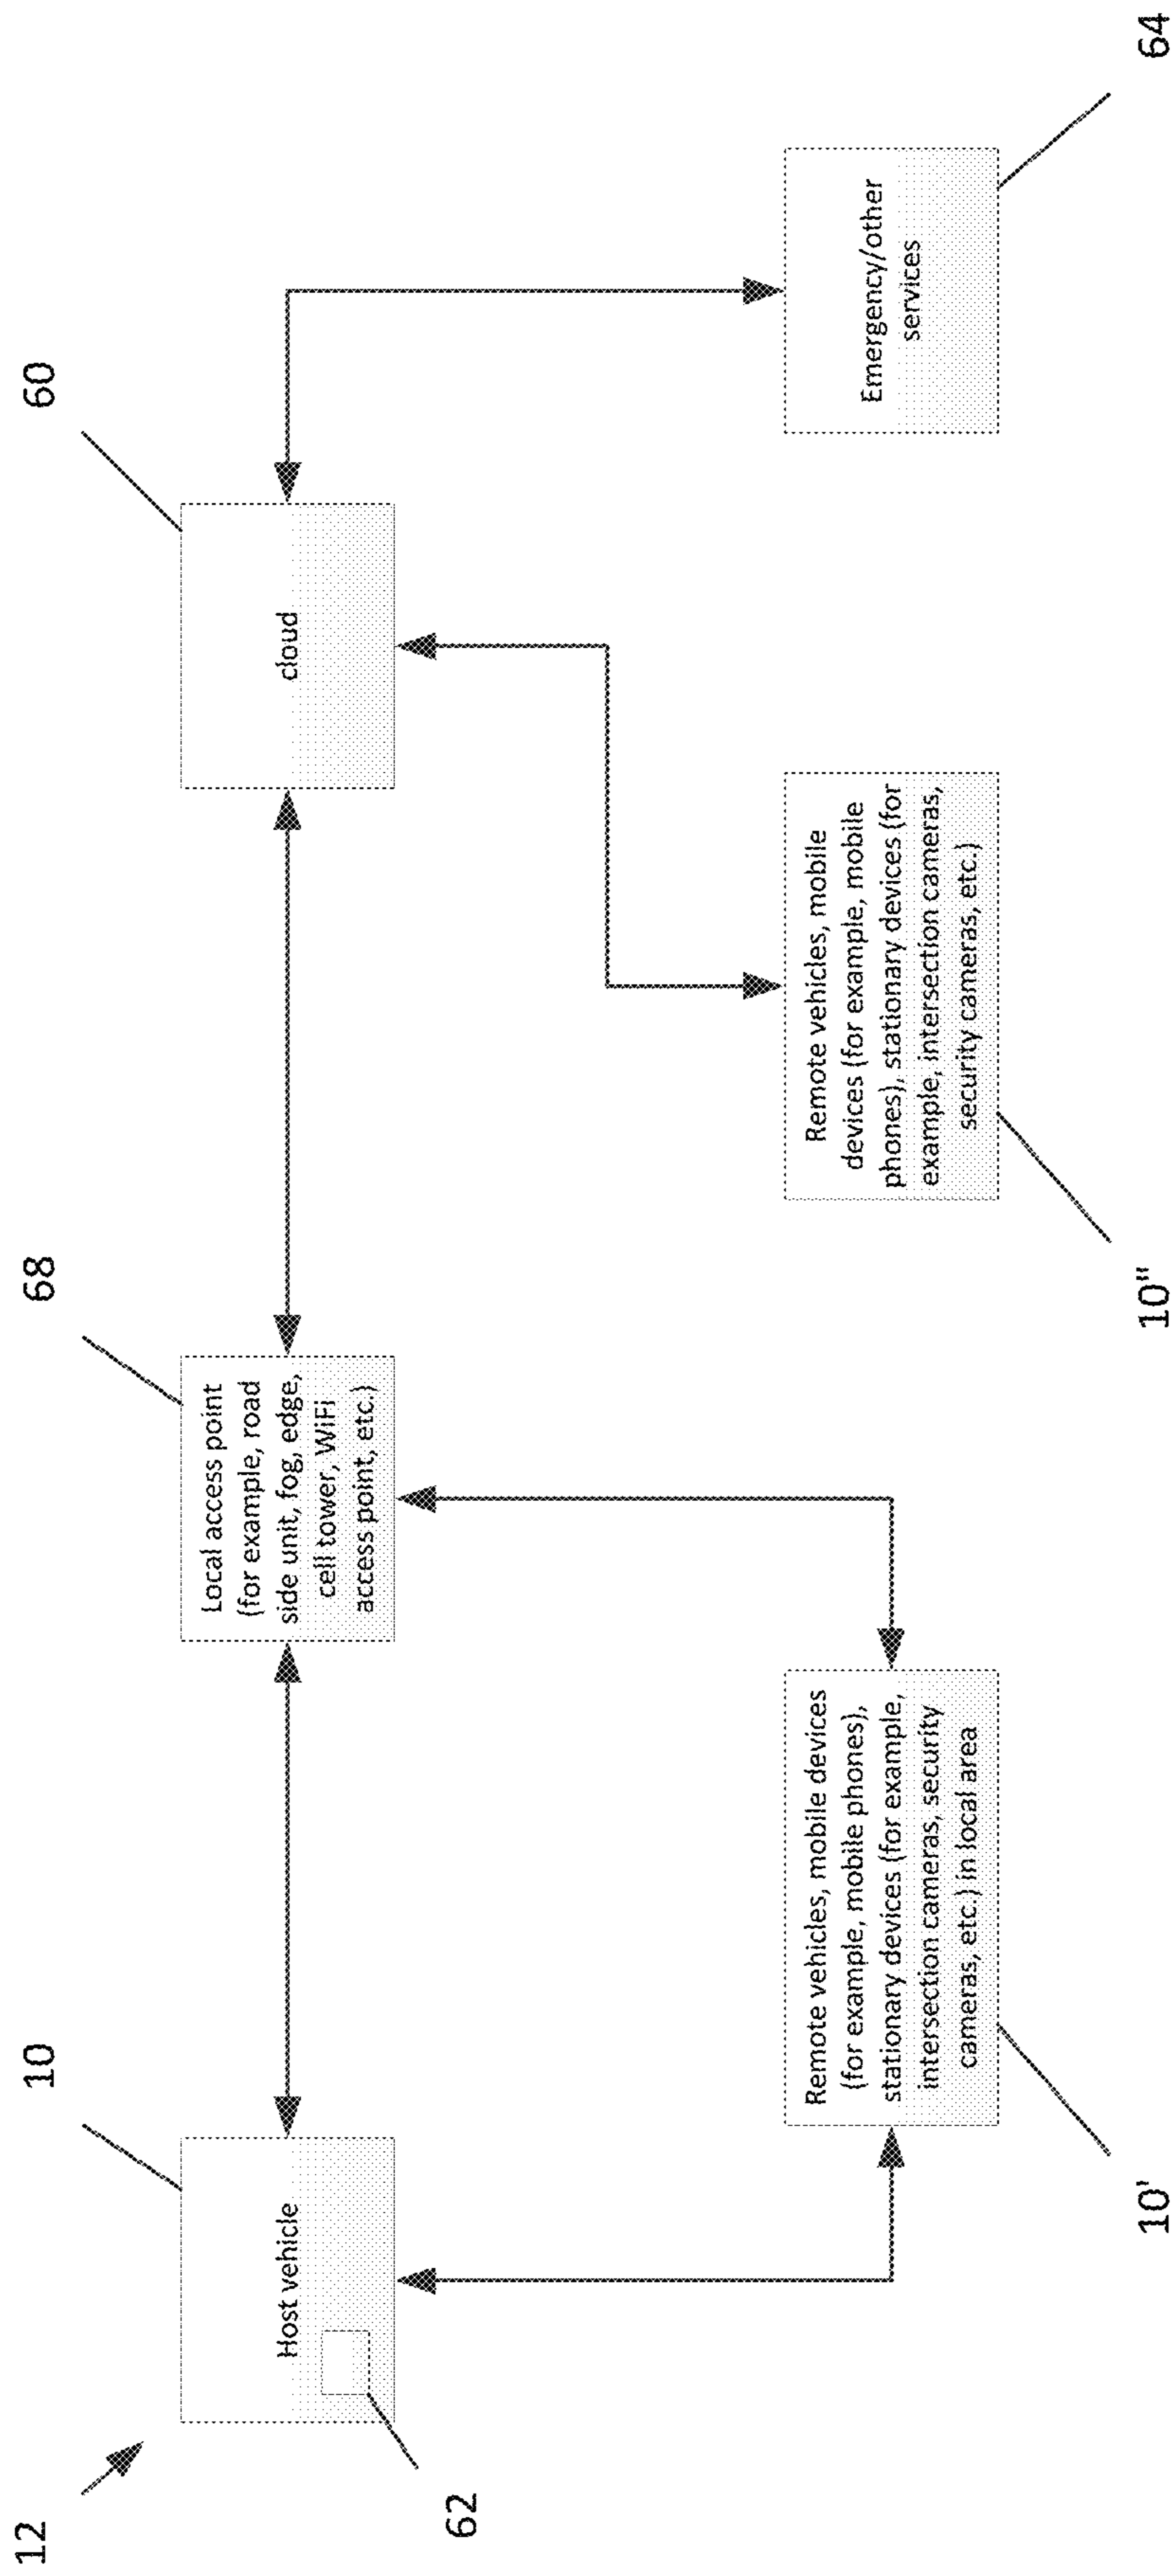 12
10
68
60
Host vehicle
62
Local access point
(for example, road
side unit, fog, edge,
cell tower, WiFi
access point, etc.)
cloud
Remote vehicles, mobile devices
(for example, mobile phones),
stationary devices (for example,
intersection cameras, security
cameras, etc.) in local area
10'
Remote vehicles, mobile
devices (for example, mobile
phones), stationary devices (for
example, intersection cameras,
security cameras, etc.)
10"
Emergency/other
services
64